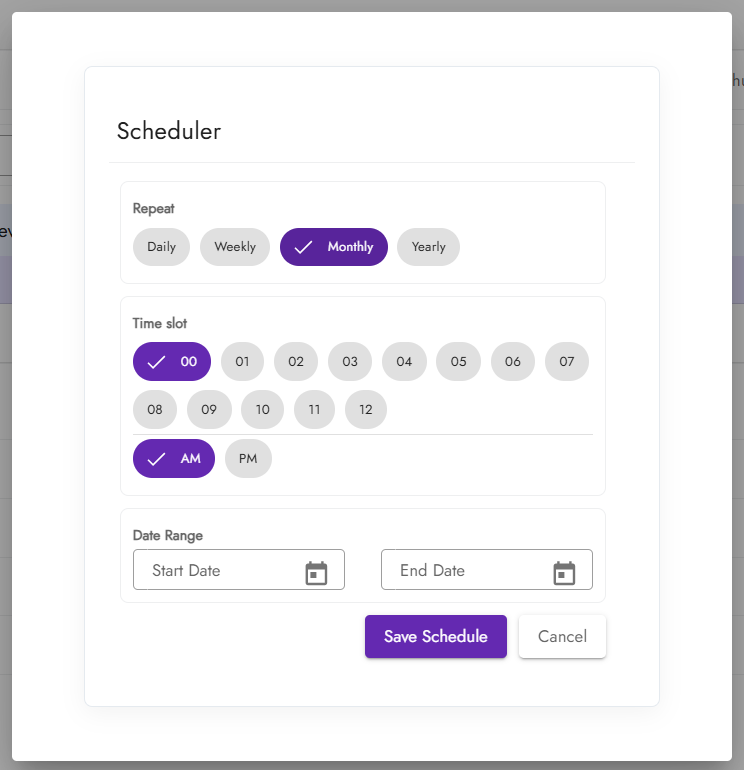 Scheduler
Repeat
Daily Weekly Monthly Yearly
Time slot
00 01 02 03 04 05 06 07
08 09 10 11 12
AM PM
Date Range
Start Date End Date
Save Schedule Cancel